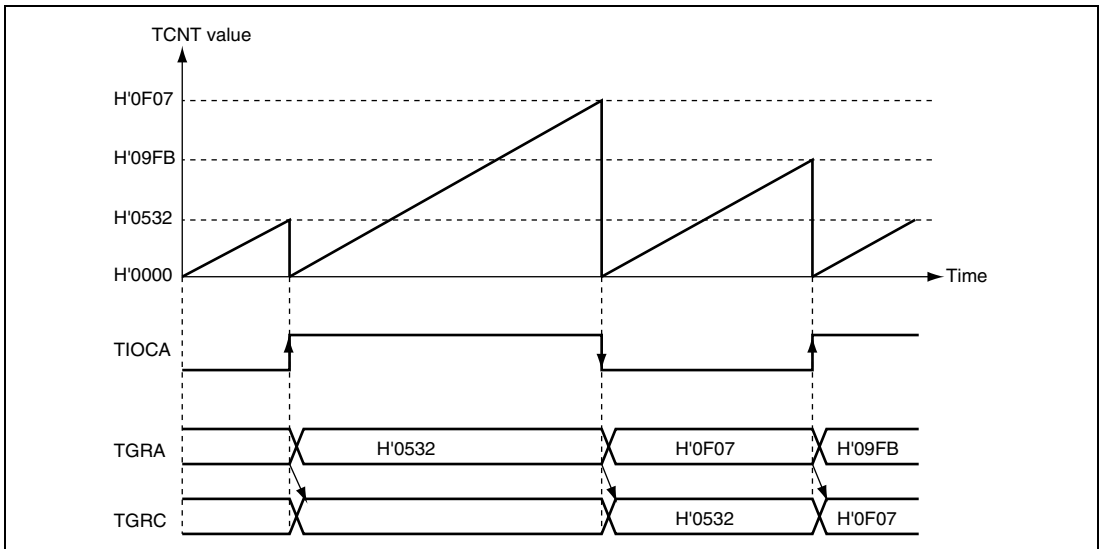 TCNT value
H'0F07
H'09FB
H'0532
H'0000
Time
TIOCA
TGRA
H'0532
H'0F07
H'09FB
TGRC
H'0532
H'0F07